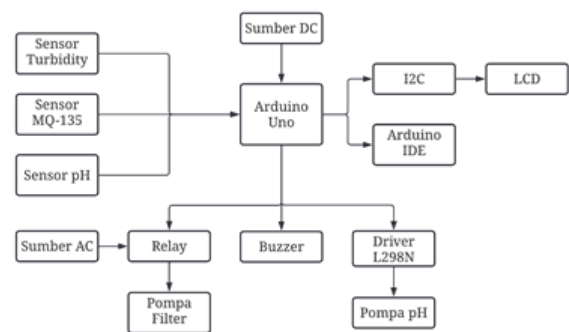 Sumber DC
Sensor
Turbidity
Sensor
MQ-135
Sensor pH
Arduino
Uno
I2C
LCD
Arduino
IDE
Sumber AC
Relay
Buzzer
Driver
L298N
Pompa
Filter
Pompa pH